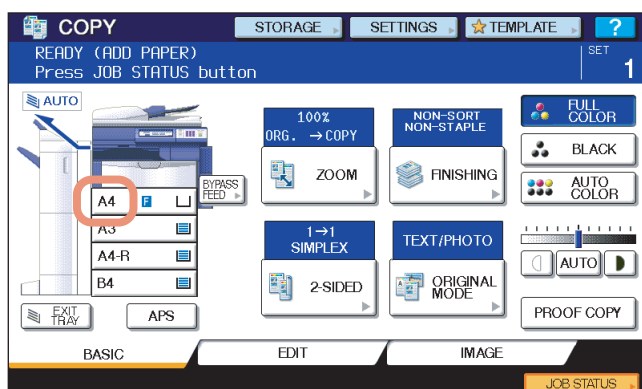 COPY
STORAGE
SETTINGS
TEMPLATE
?
READY (ADD PAPER)
Press JOB STATUS button
SET
1
AUTO
100%
ORG. → COPY
ZOOM
NON-SORT
NON-STAPLE
FINISHING
FULL
COLOR
BLACK
AUTO
COLOR
BYPASS
FEED
A4
F
A3
A4-R
B4
1→1
SIMPLEX
2-SIDED
TEXT/PHOTO
ORIGINAL
MODE
AUTO
EXIT
TRAY
APS
PROOF COPY
BASIC
EDIT
IMAGE
JOB STATUS